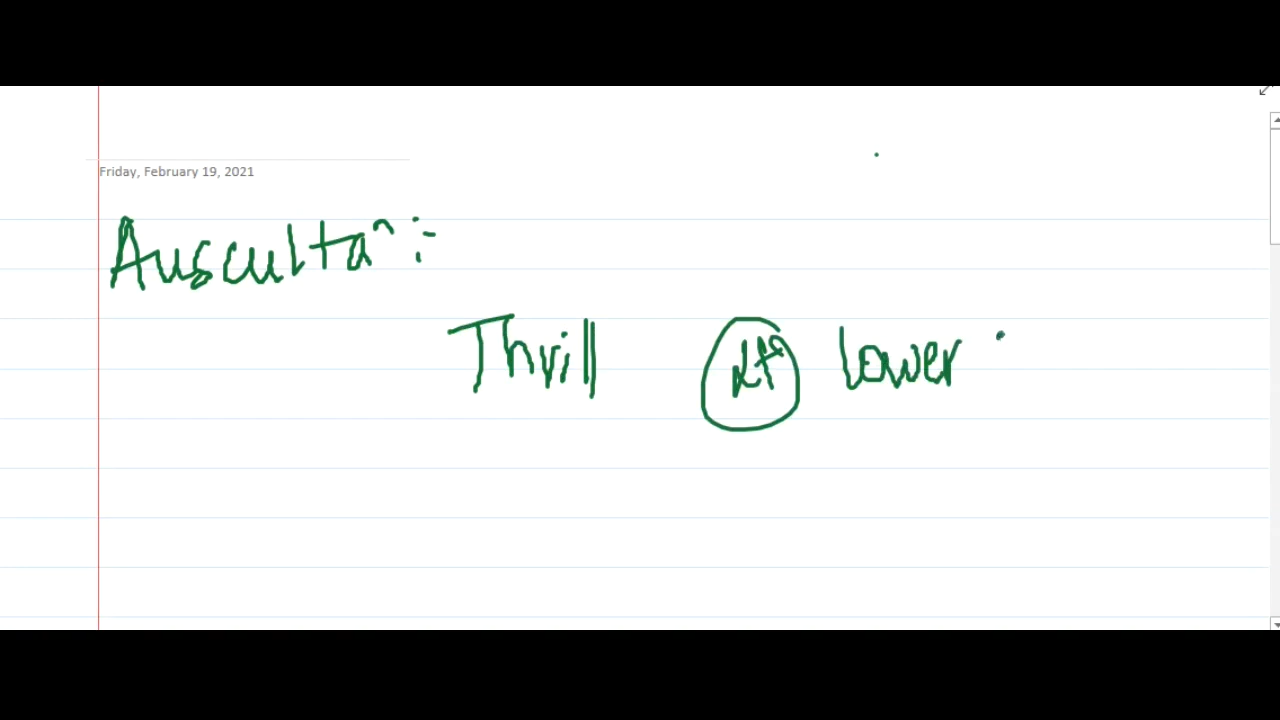 Friday, February 19, 2021
Auscultaⁿ :-
Thrill Lt lower